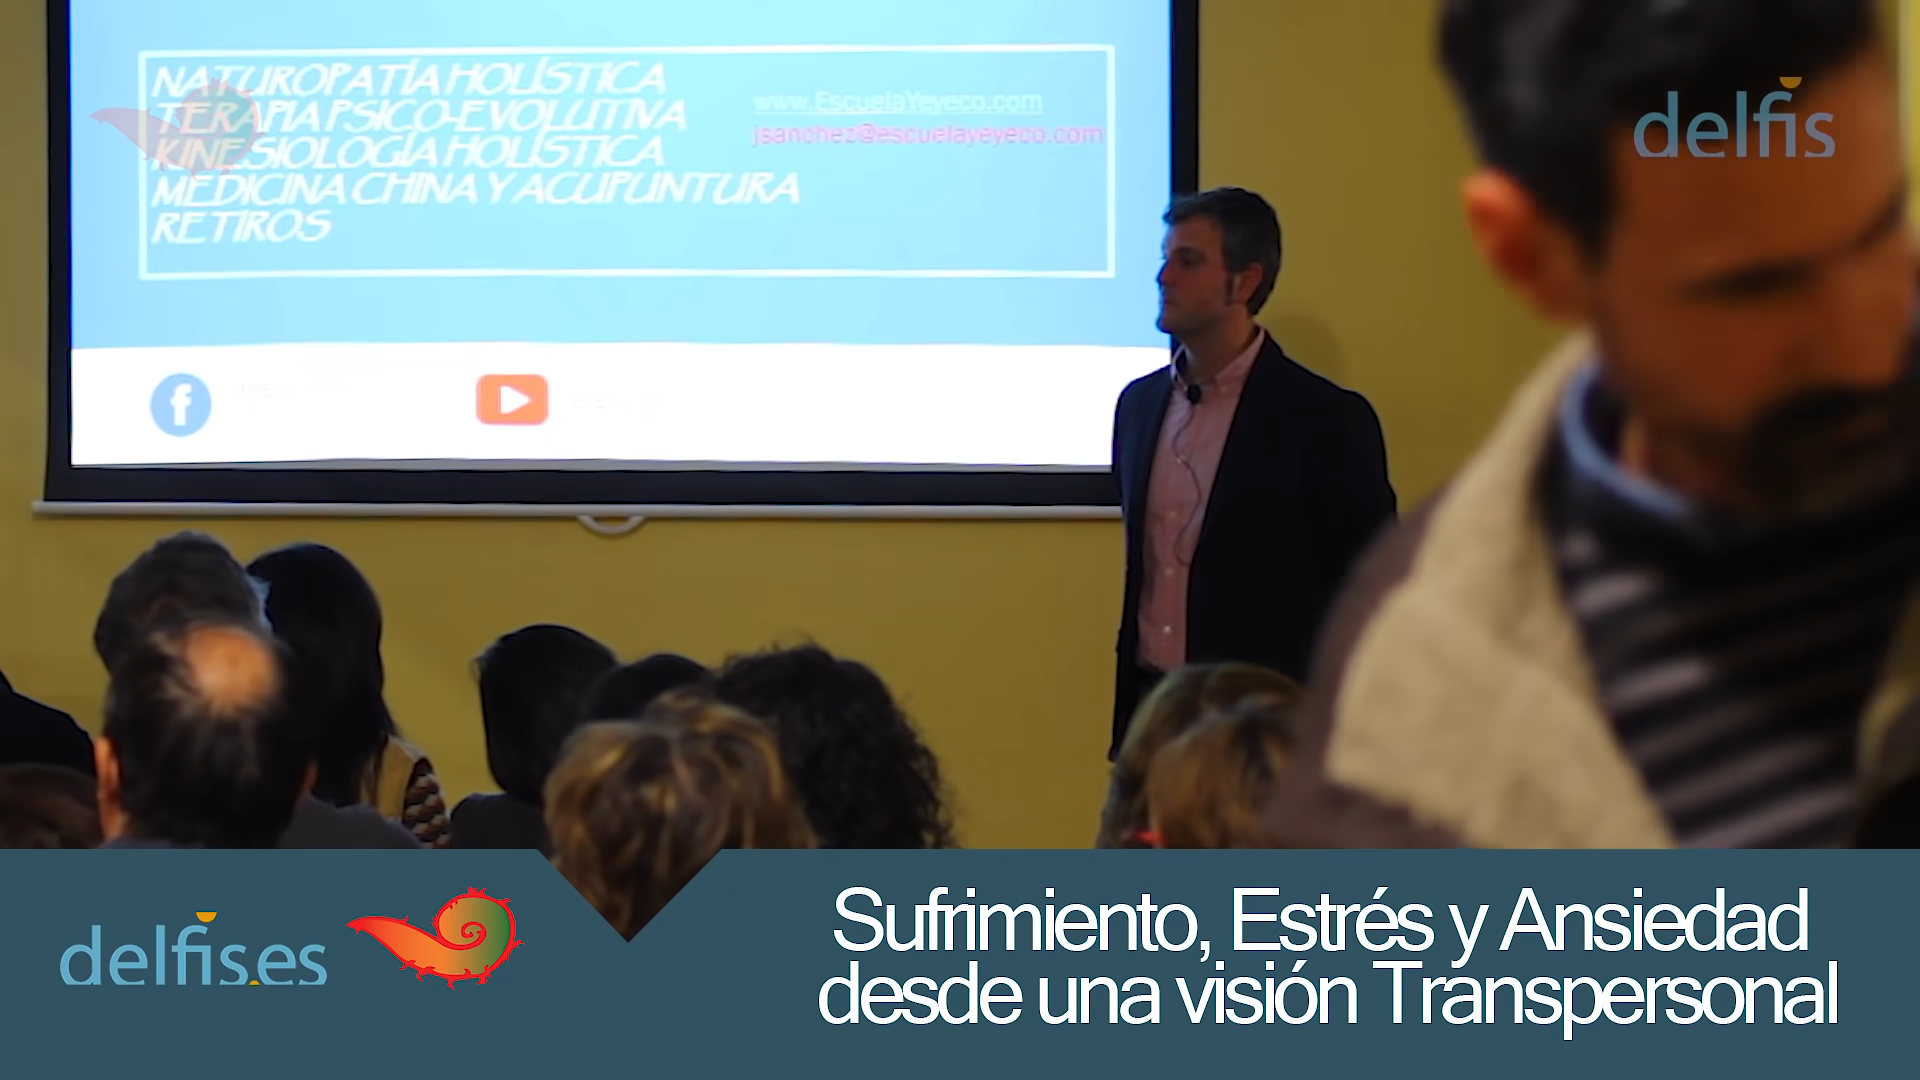 NATUROPATÍA HOLÍSTICA
TERAPIA PSICO-EVOLUTIVA
KINESIOLOGÍA HOLÍSTICA
MEDICINA CHINA Y ACUPUNTURA
RETIROS
www.EscuelaYeyeco.com
jsanchez@escuelayeyeco.com
f
delfis
delfis.es
Sufrimiento, Estrés y Ansiedad
desde una visión Transpersonal